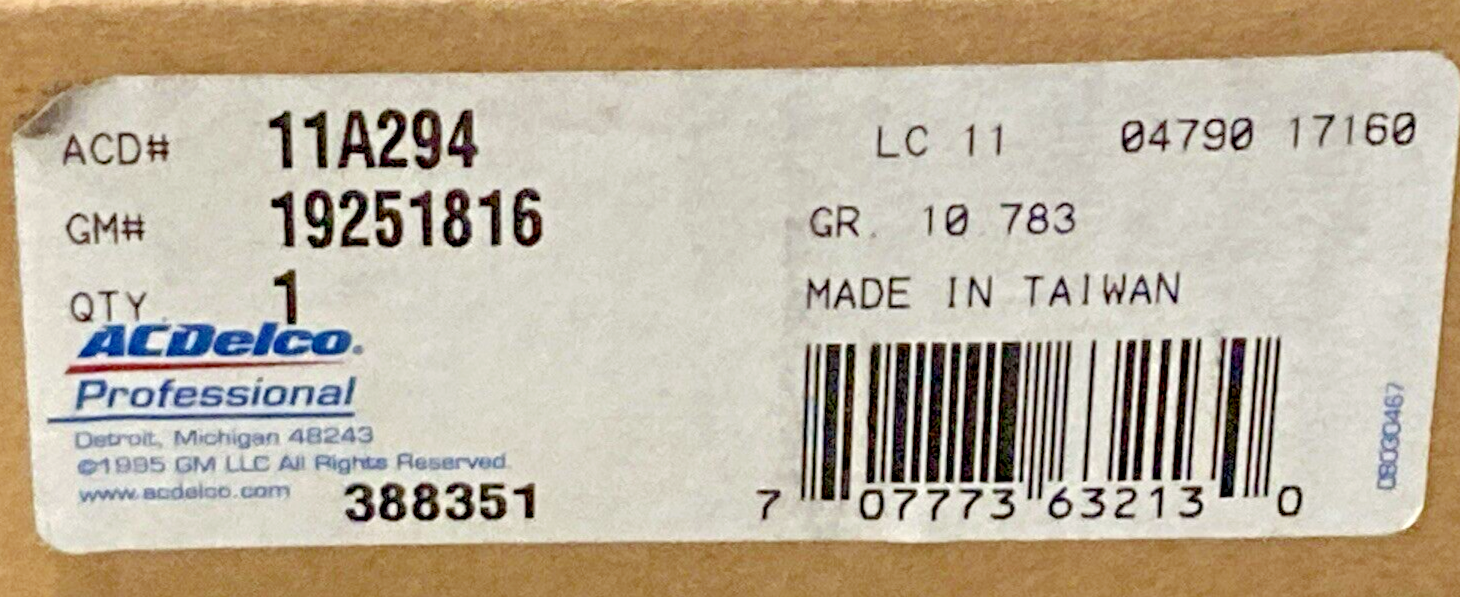 ACD# 11A294
GM# 19251816
QTY. 1
ACDelco®
Professional
Detroit, Michigan 48243
©1995 GM LLC All Rights Reserved.
www.acdelco.com
388351
LC 11 04790 17160
GR. 10.783
MADE IN TAIWAN
7 07773 63213 0
DB030467